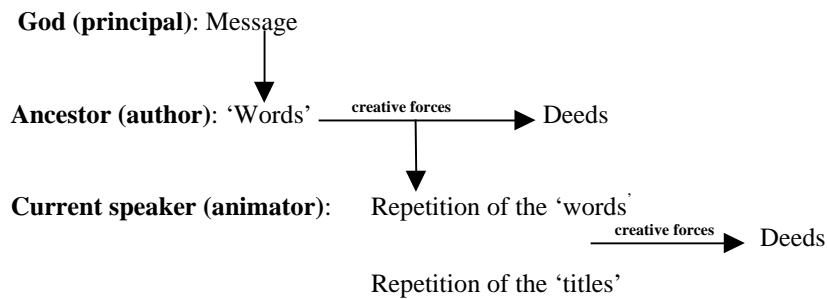 God (principal): Message
Ancestor (author): ‘Words’ creative forces Deeds
Current speaker (animator): Repetition of the ‘words’
creative forces Deeds
Repetition of the ‘titles’